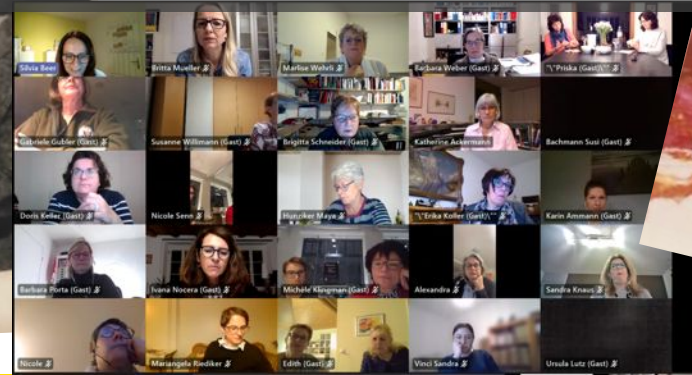 Silvia Beer
Britta Mueller
Marlise Wehrli
Barbara Weber (Gast)
"\"Priska (Gast)\""
Gabriele Gubler (Gast)
Susanne Willimann (Gast)
Brigitta Schneider (Gast)
Katherine Ackermann
Bachmann Susi (Gast)
Doris Keller (Gast)
Nicole Senn
Hunziker Maya
"\"Erika Koller (Gast)\""
Karin Ammann (Gast)
Barbara Porta (Gast)
Ivana Nocera (Gast)
Michèle Klingman (Gast)
Alexandra
Sandra Knaus
Nicole
Mariangela Riediker
Edith (Gast)
Vinci Sandra
Ursula Lutz (Gast)